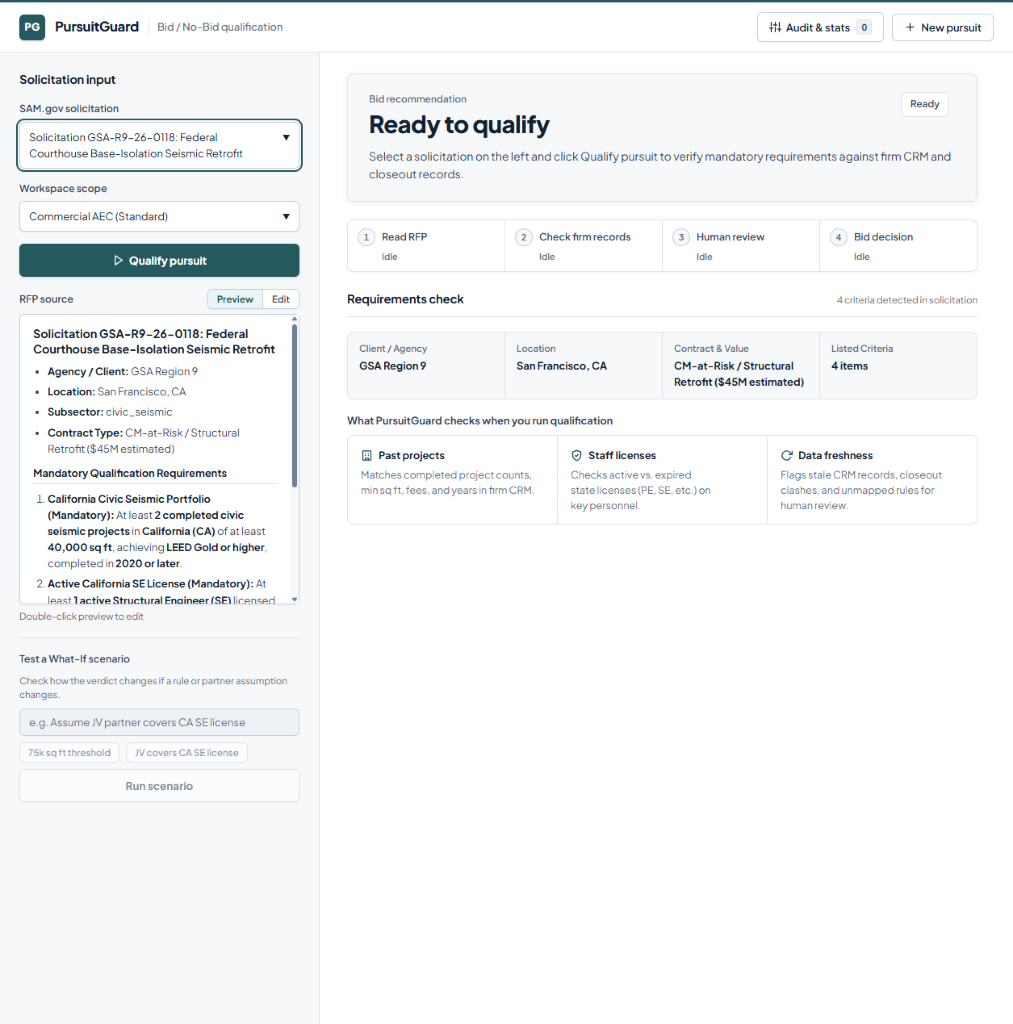 PG PursuitGuard Bid / No-Bid qualification
Audit & stats 0
New pursuit
Solicitation input
SAM.gov solicitation
Solicitation GSA-R9-26-0118: Federal
Courthouse Base-Isolation Seismic Retrofit
Workspace scope
Commercial AEC (Standard)
Qualify pursuit
RFP source
Preview Edit
Solicitation GSA-R9-26-0118: Federal
Courthouse Base-Isolation Seismic Retrofit
• Agency / Client: GSA Region 9
• Location: San Francisco, CA
• Subsector: civic_seismic
• Contract Type: CM-at-Risk / Structural
Retrofit ($45M estimated)
Mandatory Qualification Requirements
1. California Civic Seismic Portfolio
(Mandatory): At least 2 completed civic
seismic projects in California (CA) of at least
40,000 sq ft, achieving LEED Gold or higher,
completed in 2020 or later.
2. Active California SE License (Mandatory): At
least 1 active Structural Engineer (SE) licensed
Double-click preview to edit
Test a What-If scenario
Check how the verdict changes if a rule or partner assumption
changes.
e.g. Assume JV partner covers CA SE license
75k sq ft threshold
JV covers CA SE license
Run scenario
Bid recommendation
Ready
Ready to qualify
Select a solicitation on the left and click Qualify pursuit to verify mandatory requirements against firm CRM and
closeout records.
1 Read RFP
Idle
2 Check firm records
Idle
3 Human review
Idle
4 Bid decision
Idle
Requirements check
4 criteria detected in solicitation
Client / Agency
GSA Region 9
Location
San Francisco, CA
Contract & Value
CM-at-Risk / Structural
Retrofit ($45M estimated)
Listed Criteria
4 items
What PursuitGuard checks when you run qualification
Past projects
Matches completed project counts,
min sq ft, fees, and years in firm CRM.
Staff licenses
Checks active vs. expired
state licenses (PE, SE, etc.) on
key personnel.
Data freshness
Flags stale CRM records, closeout
clashes, and unmapped rules for
human review.